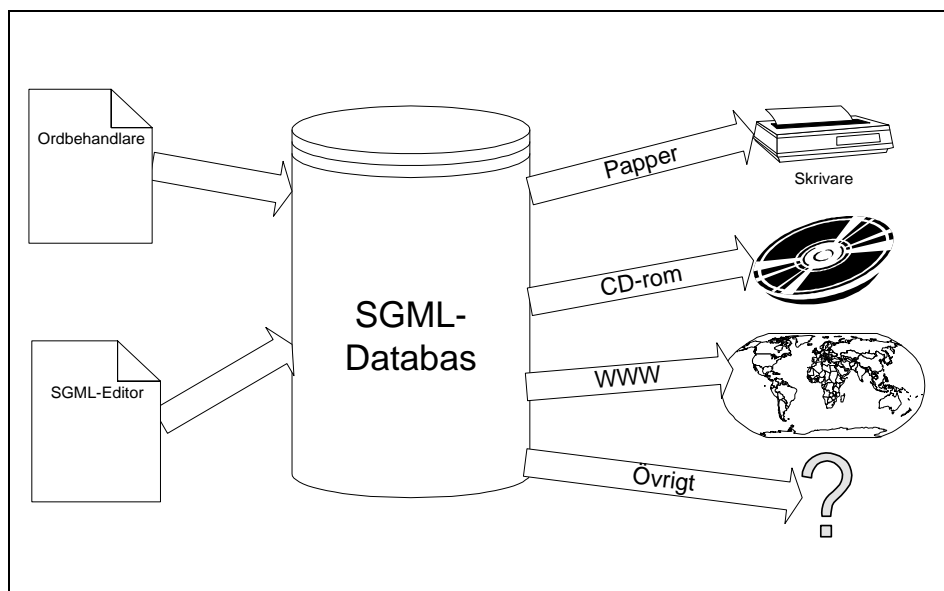 Ordbehandlare
SGML-Editor
SGML-
Databas
Papper
Skrivare
CD-rom
WWW
Övrigt
?